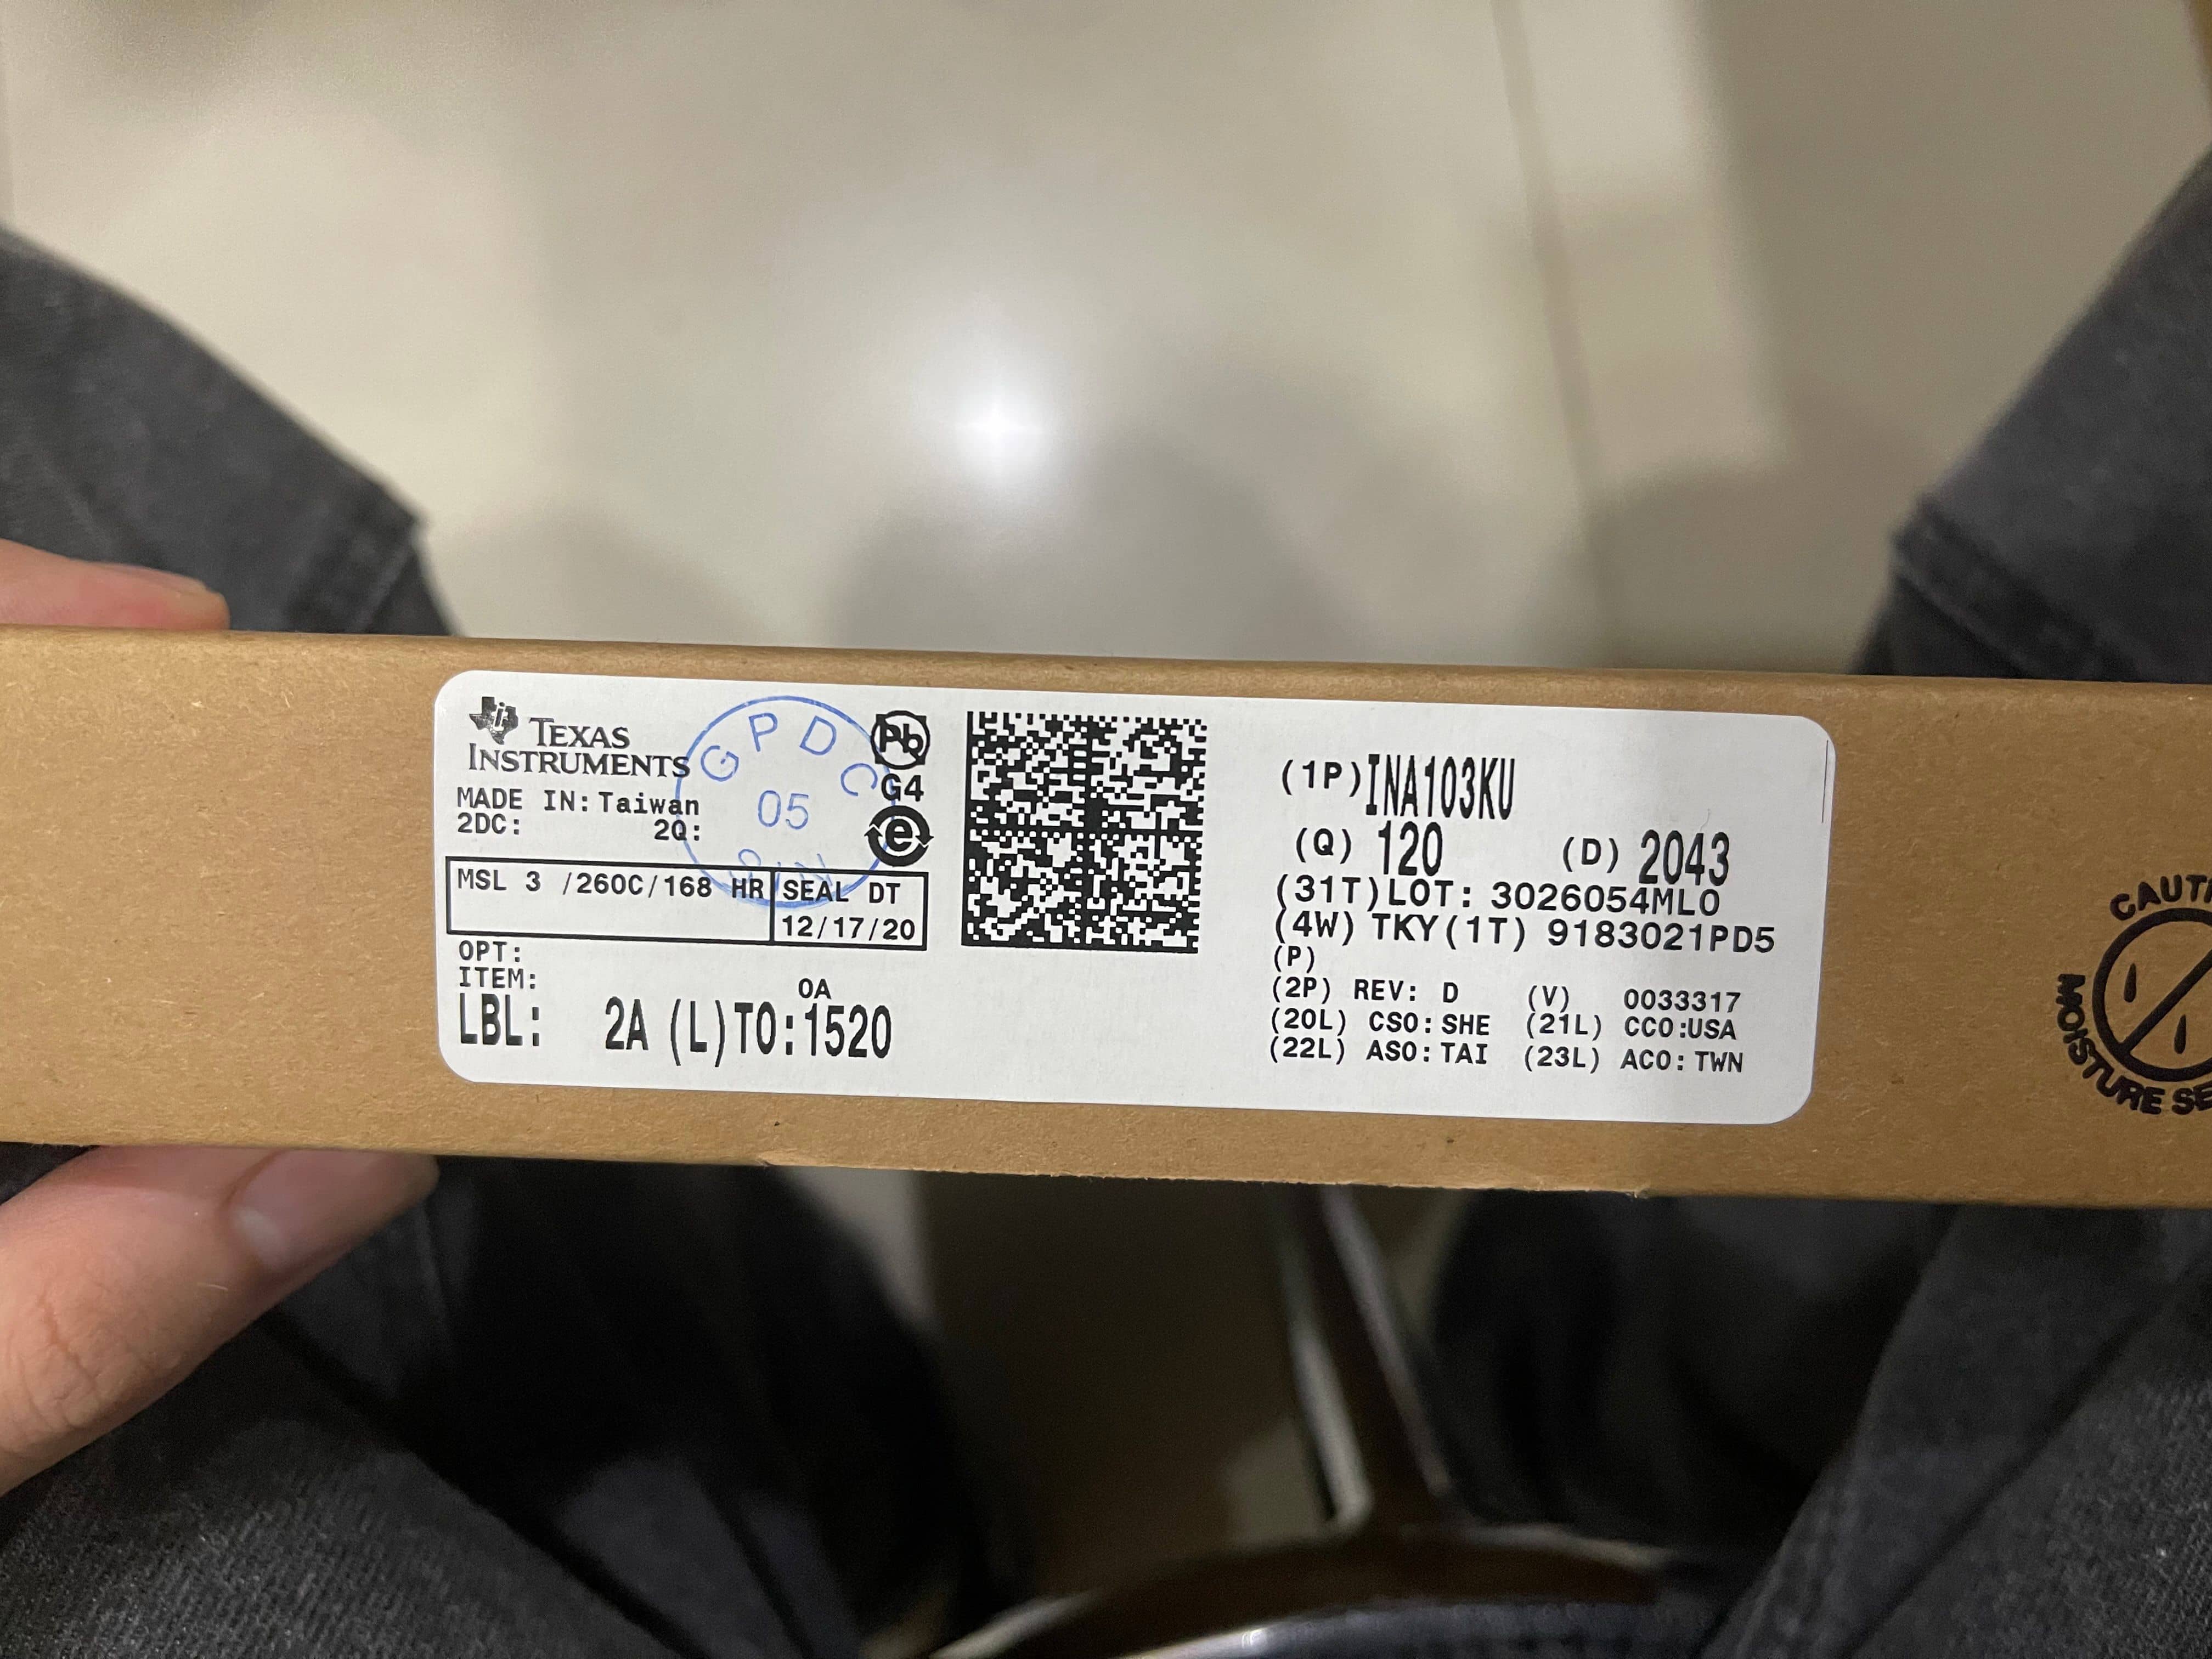 TEXAS
INSTRUMENTS
MADE IN: Taiwan
2DC: 2Q:
GPDC
05
Pb
G4
e
MSL 3 /260C/168 HR
SEAL DT
12/17/20
OPT:
ITEM:
LBL: 2A (L)TO:1520
0A
(1P)INA103KU
(Q) 120 (D) 2043
(31T)LOT: 3026054ML0
(4W) TKY(1T) 9183021PD5
(P)
(2P) REV: D (V) 0033317
(20L) CSO: SHE (21L) CCO:USA
(22L) ASO: TAI (23L) ACO: TWN
MOISTURE